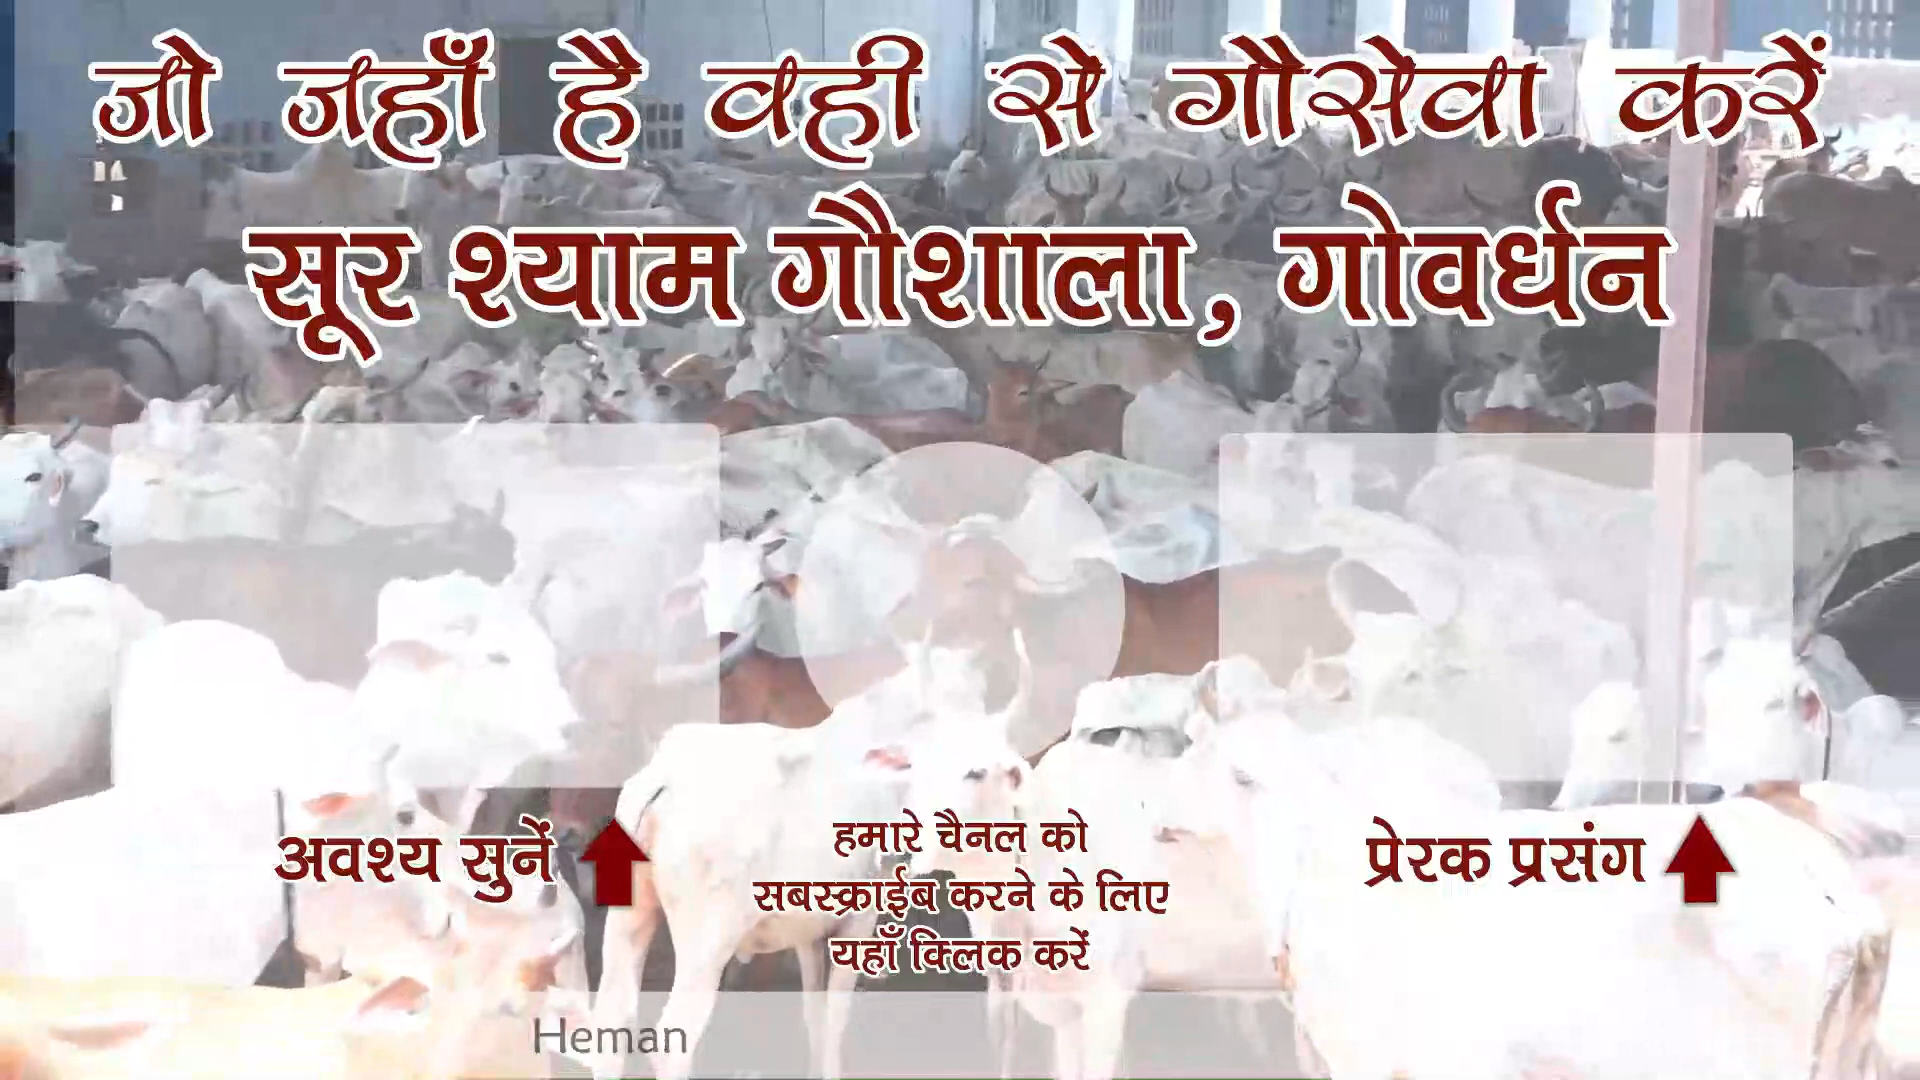 जो जहाँ है वही से गौसेवा करें
सूर श्याम गौशाला, गोवर्धन
अवश्य सुनें
हमारे चैनल को
सबस्क्राईब करने के लिए
यहाँ क्लिक करें
प्रेरक प्रसंग
Heman